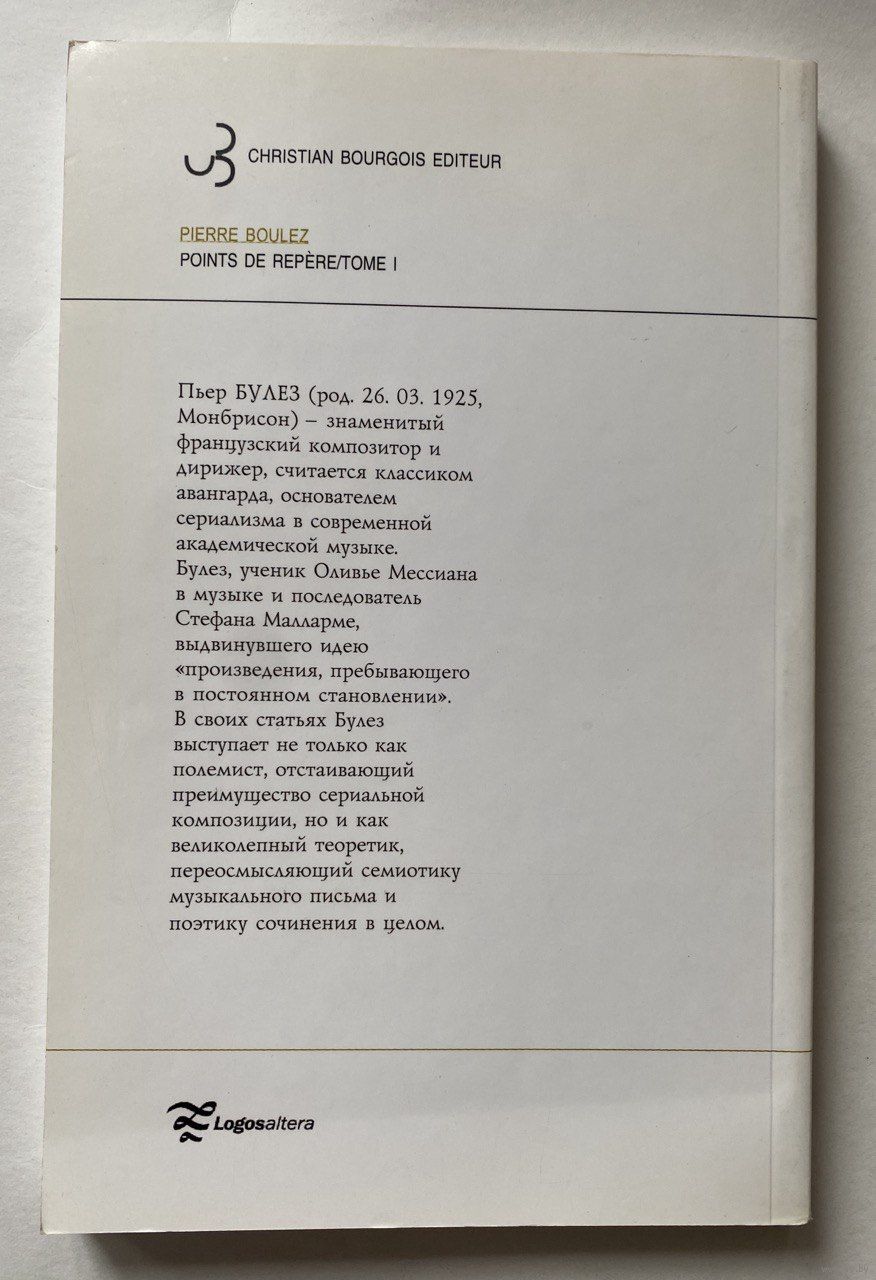 CHRISTIAN BOURGOIS EDITEUR
PIERRE BOULEZ
POINTS DE REPÈRE/TOME I
Пьер БУЛЕЗ (род. 26. 03. 1925,
Монбрисон) – знаменитый
французский композитор и
дирижер, считается классиком
авангарда, основателем
сериализма в современной
академической музыке.
Булез, ученик Оливье Мессиана
в музыке и последователь
Стефана Малларме,
выдвинувшего идею
«произведения, пребывающего
в постоянном становлении».
В своих статьях Булез
выступает не только как
полемист, отстаивающий
преимущество сериальной
композиции, но и как
великолепный теоретик,
переосмысляющий семиотику
музыкального письма и
поэтику сочинения в целом.
Logosaltera